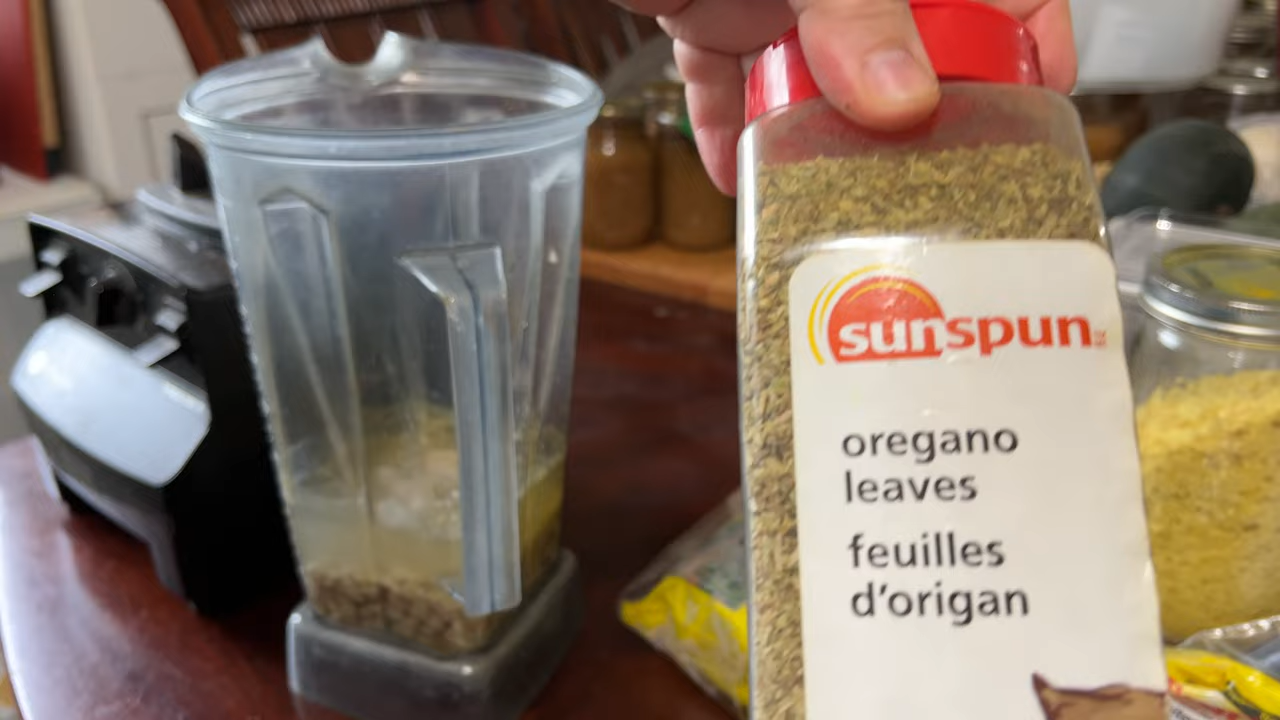 sunspun
oregano
leaves
feuilles
d'origan